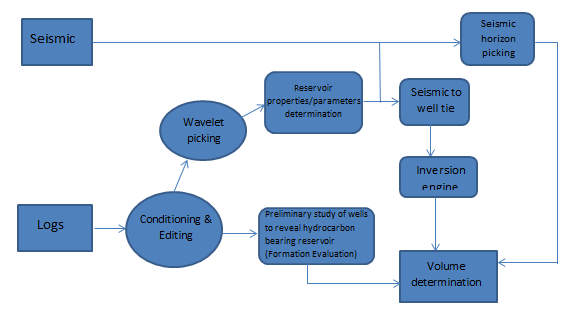 Seismic
Seismic
horizon
picking
Reservoir
properties/parameters
determination
Seismic to
well tie
Wavelet
picking
Inversion
engine
Logs
Conditioning &
Editing
Preliminary study of wells
to reveal hydrocarbon
bearing reservoir
(Formation Evaluation)
Volume
determination